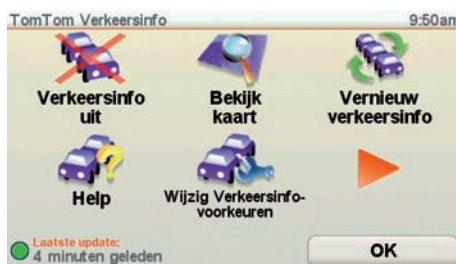 TomTom Verkeersinfo 9:50am
Verkeersinfo uit
Bekijk kaart
Vernieuw verkeersinfo
Help
Wijzig Verkeersinfo-
voorkeuren
Laatste update:
4 minuten geleden
OK